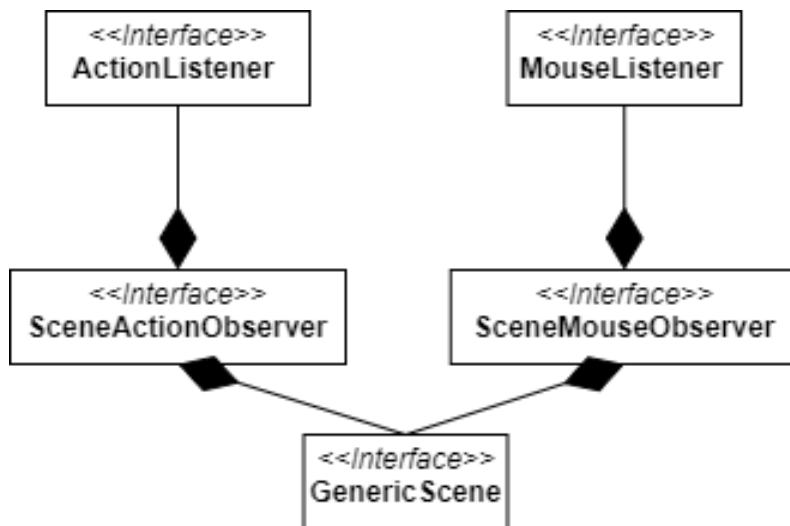 <<Interface>>
ActionListener
<<Interface>>
MouseListener
<<Interface>>
SceneActionObserver
<<Interface>>
SceneMouseObserver
<<Interface>>
GenericScene